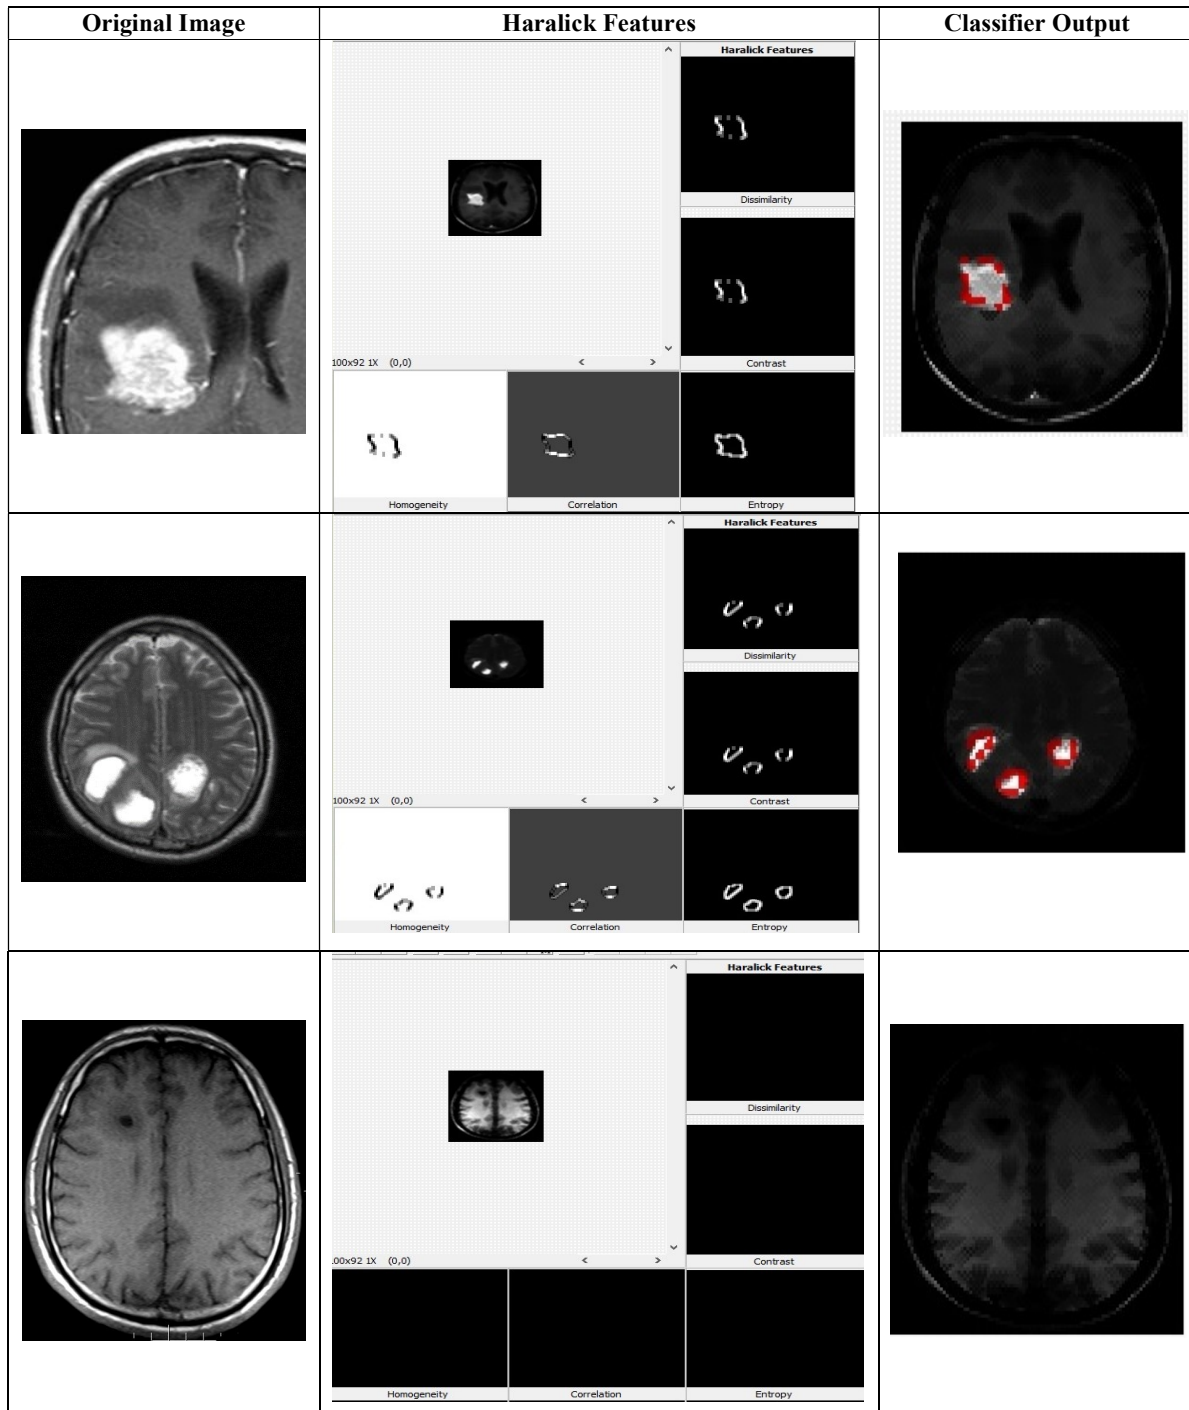 Original Image
Haralick Features
Classifier Output
Haralick Features
Dissimilarity
100x92 1X (0,0)
Contrast
Homogeneity
Correlation
Entropy
Haralick Features
Dissimilarity
100x92 1X (0,0)
Contrast
Homogeneity
Correlation
Entropy
Haralick Features
Dissimilarity
.00x92 1X (0,0)
Contrast
Homogeneity
Correlation
Entropy